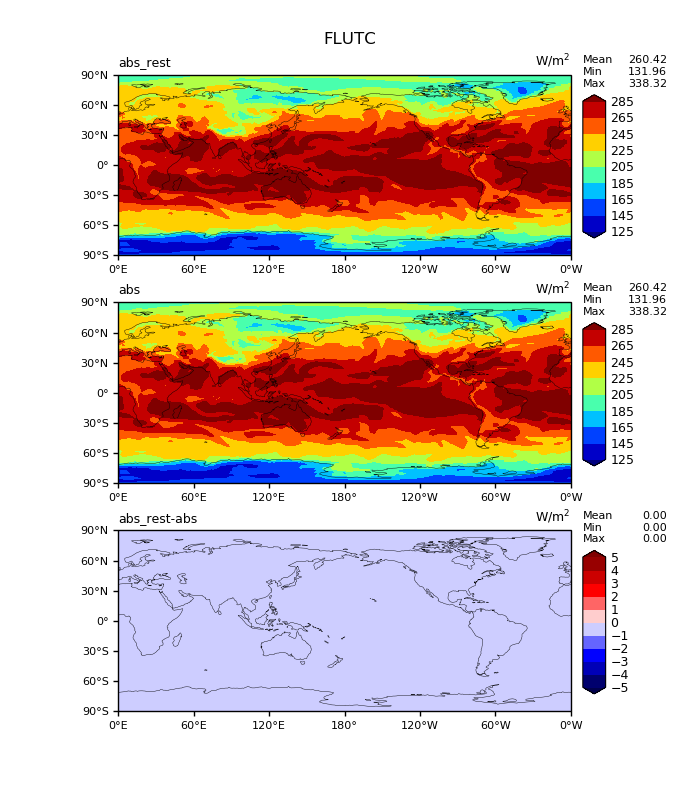 FLUTC
abs_rest W/m²
Mean 260.42
Min 131.96
Max 338.32
90°N
60°N
30°N
0°
30°S
60°S
90°S
0°E 60°E 120°E 180° 120°W 60°W 0°W
285
265
245
225
205
185
165
145
125
abs W/m²
Mean 260.42
Min 131.96
Max 338.32
90°N
60°N
30°N
0°
30°S
60°S
90°S
0°E 60°E 120°E 180° 120°W 60°W 0°W
285
265
245
225
205
185
165
145
125
abs_rest-abs W/m²
Mean 0.00
Min 0.00
Max 0.00
90°N
60°N
30°N
0°
30°S
60°S
90°S
0°E 60°E 120°E 180° 120°W 60°W 0°W
5
4
3
2
1
0
−1
−2
−3
−4
−5